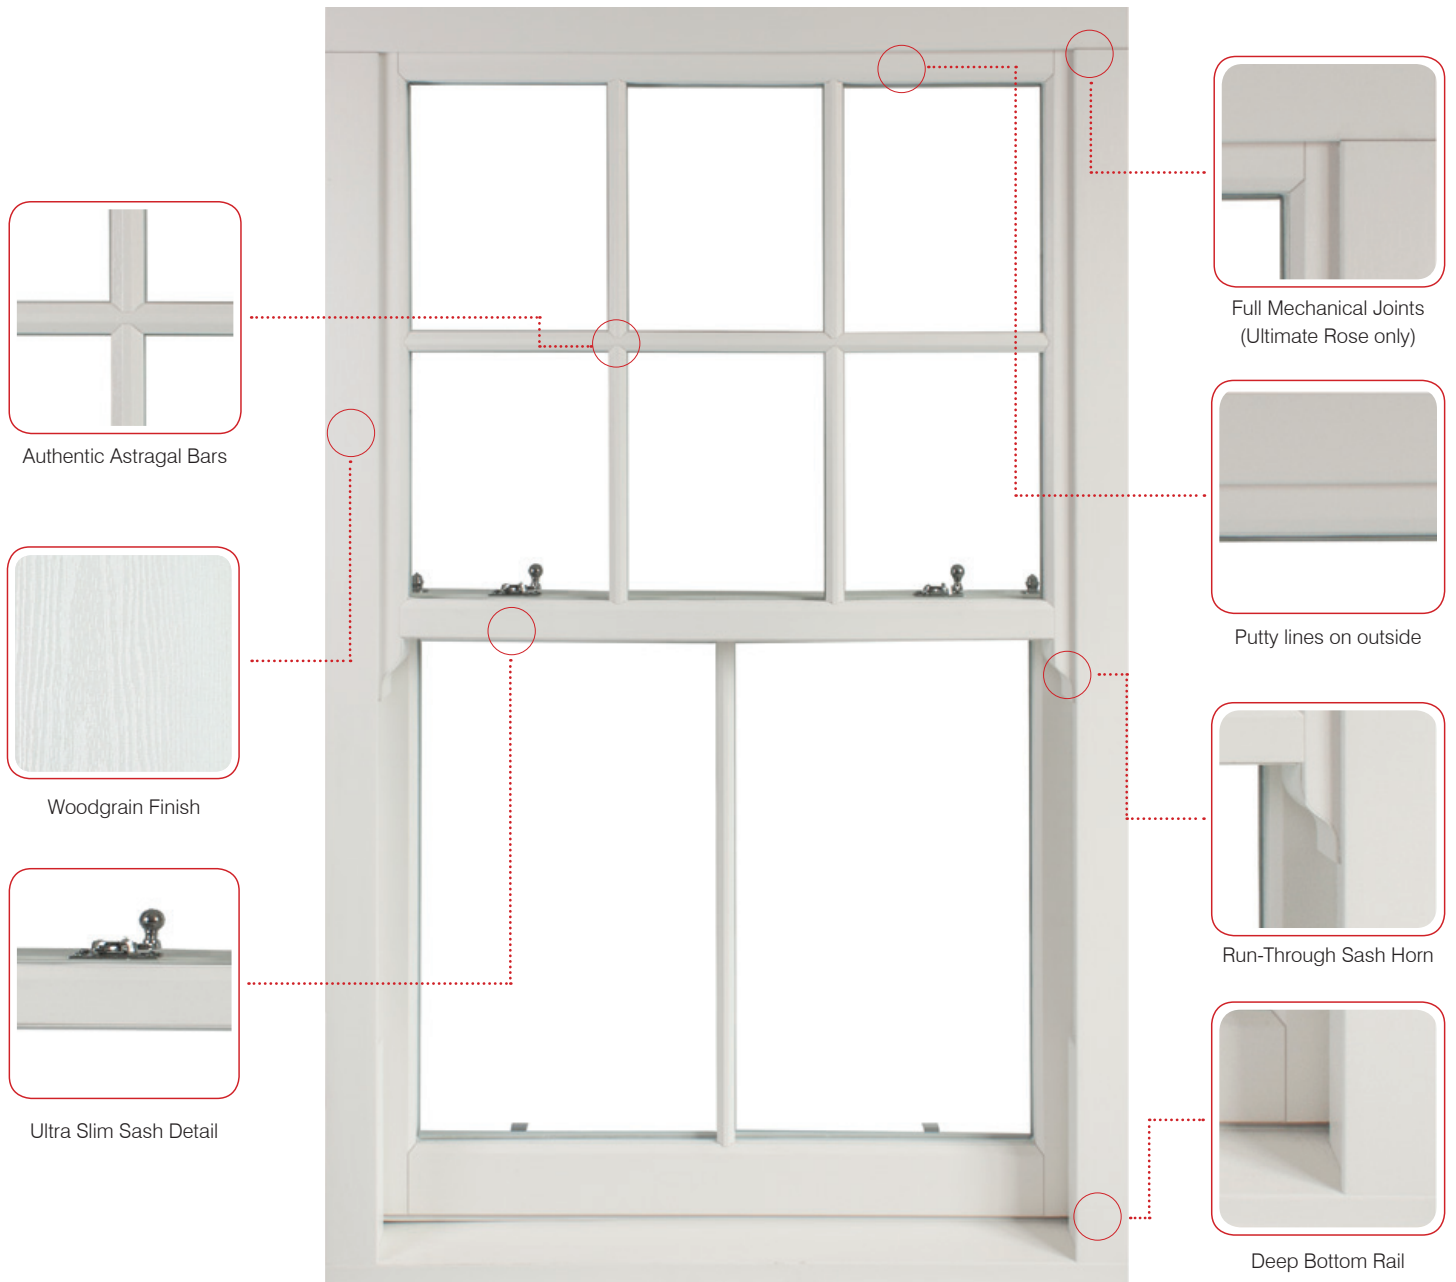 Authentic Astragal Bars
Woodgrain Finish
Ultra Slim Sash Detail
Full Mechanical Joints
(Ultimate Rose only)
Putty lines on outside
Run-Through Sash Horn
Deep Bottom Rail